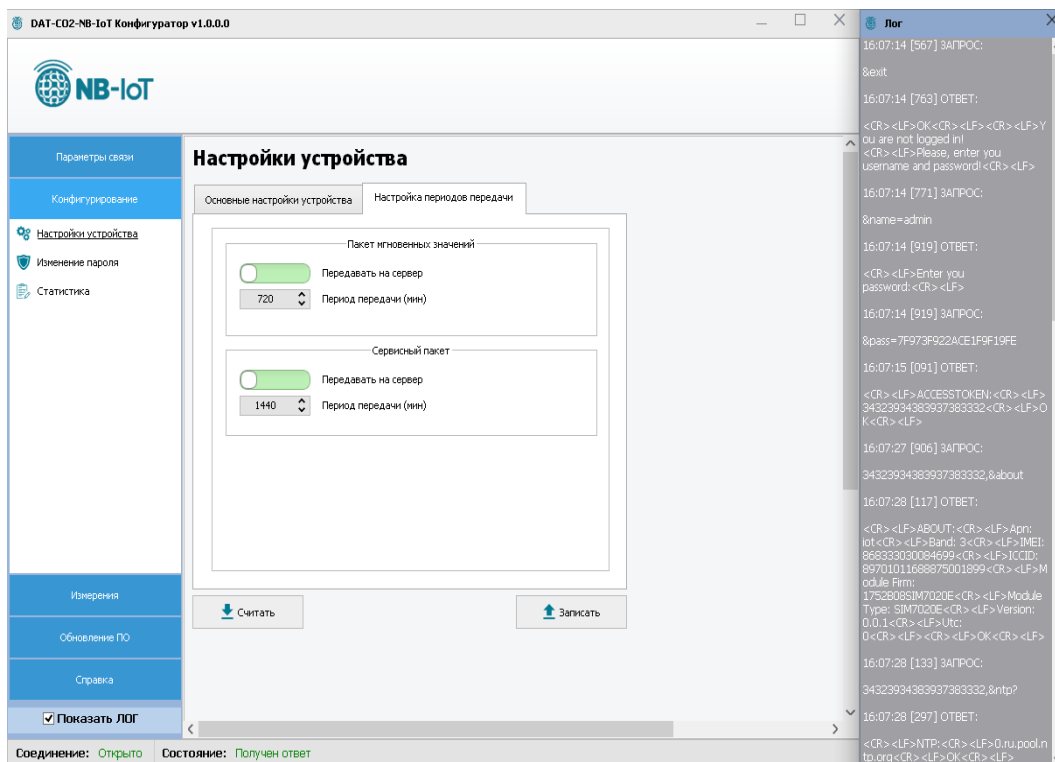 DAT-CO2-NB-IoT Конфигуратор v1.0.0.0
NB-IoT
Параметры связи
Конфигурирование
Настройки устройства
Изменение пароля
Статистика
Измерения
Обновление ПО
Справка
Показать ЛОГ
Настройки устройства
Основные настройки устройства
Настройка периодов передачи
Пакет мгновенных значений
Передавать на сервер
720 Период передачи (мин)
Сервисный пакет
Передавать на сервер
1440 Период передачи (мин)
Считать
Записать
Соединение: Открыто Состояние: Получен ответ
Лог
16:07:14 [567] ЗАПРОС:
&exit
16:07:14 [763] ОТВЕТ:
<CR><LF>OK<CR><LF><CR><LF>Y
ou are not logged in!
<CR><LF>Please, enter you
username and password!<CR><LF>
16:07:14 [771] ЗАПРОС:
&name=admin
16:07:14 [919] ОТВЕТ:
<CR><LF>Enter you
password:<CR><LF>
16:07:14 [919] ЗАПРОС:
&pass=7F973F922ACE1F9F19FE
16:07:15 [091] ОТВЕТ:
<CR><LF>ACCESSTOKEN:<CR><LF>
34323934383937383332<CR><LF>O
K<CR><LF>
16:07:27 [906] ЗАПРОС:
34323934383937383332,&about
16:07:28 [117] ОТВЕТ:
<CR><LF>ABOUT:<CR><LF>Apn:
iot<CR><LF>Band: 3<CR><LF>IMEI:
868333030084699<CR><LF>ICCID:
89701011688875001899<CR><LF>M
odule Firm:
1752B08SIM7020E<CR><LF>Module
Type: SIM7020E<CR><LF>Version:
0.0.1<CR><LF>Utc:
0<CR><LF><CR><LF>OK<CR><LF>
16:07:28 [133] ЗАПРОС:
34323934383937383332,&ntp?
16:07:28 [297] ОТВЕТ:
<CR><LF>NTP:<CR><LF>0.ru.pool.n
tp.org<CR><LF>OK<CR><LF>